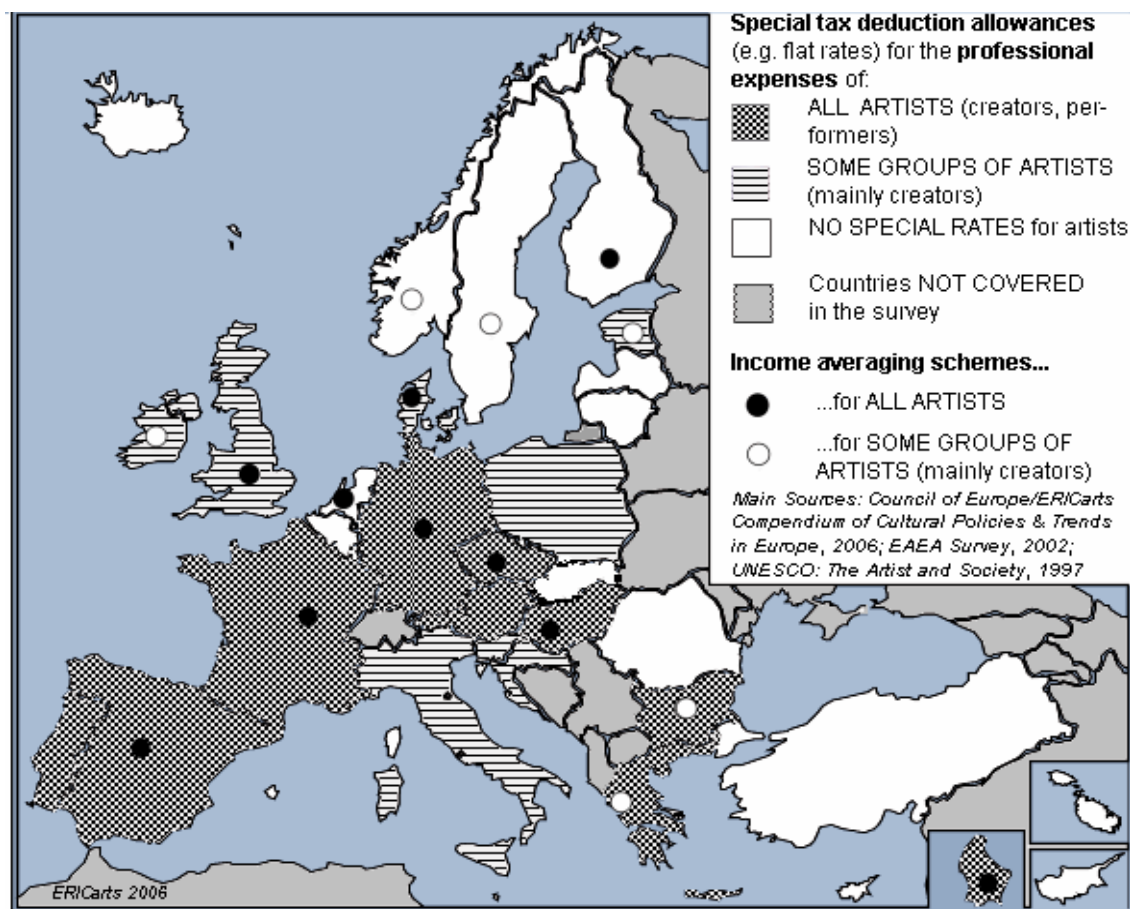 Special tax deduction allowances
(e.g. flat rates) for the professional
expenses of:
ALL ARTISTS (creators, per-
formers)
SOME GROUPS OF ARTISTS
(mainly creators)
NO SPECIAL RATES for artists
Countries NOT COVERED
in the survey
Income averaging schemes...
...for ALL ARTISTS
...for SOME GROUPS OF
ARTISTS (mainly creators)
Main Sources: Council of Europe/ERICarts
Compendium of Cultural Policies & Trends
in Europe, 2006; EAEA Survey, 2002;
UNESCO: The Artist and Society, 1997
ERICarts 2006